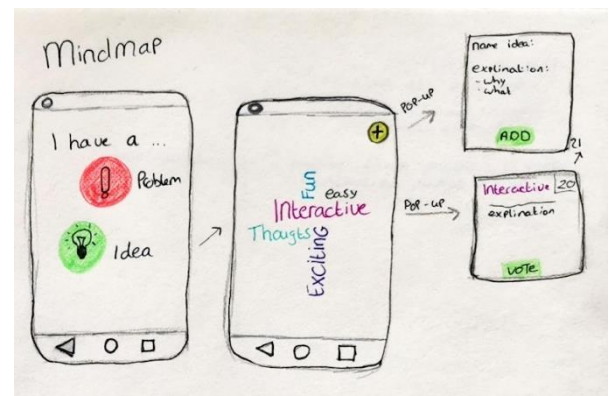 Mindmap
I have a ...
Problem
Idea
Fun
easy
Interactive
Thougts
Exciting
POP-UP
name idea:
explination:
- why
- what
ADD
POP-UP
Interactive 20
explination
VOTE
21